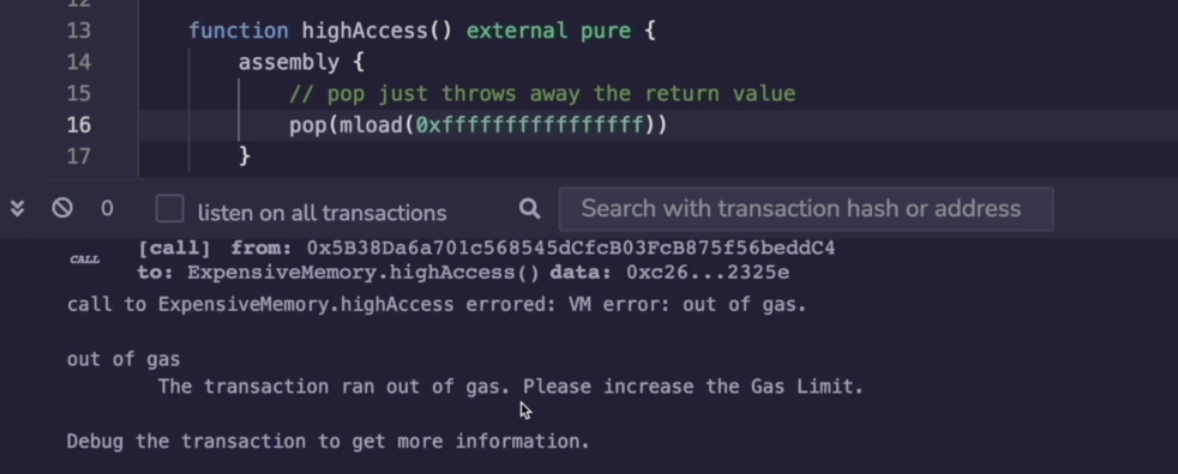 12
13 function highAccess() external pure {
14 assembly {
15 // pop just throws away the return value
16 pop(mload(0xffffffffffffffff))
17 }
0 listen on all transactions Search with transaction hash or address
CALL [call] from: 0x5B38Da6a701c568545dCfcB03FcB875f56beddC4
to: ExpensiveMemory.highAccess() data: 0xc26...2325e
call to ExpensiveMemory.highAccess errored: VM error: out of gas.
out of gas
The transaction ran out of gas. Please increase the Gas Limit.
Debug the transaction to get more information.